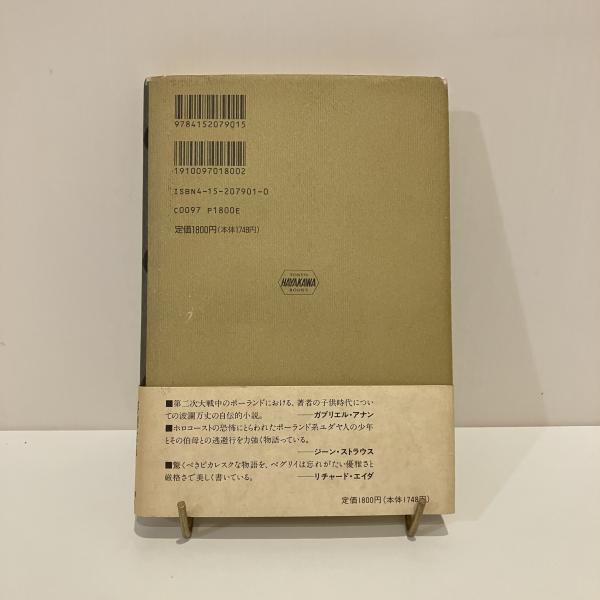 9784152079015
1910097018002
ISBN4-15-207901-0
C0097 P1800E
定価1800円(本体1748円)
TOKYO
HAYAKAWA
BOOKS
■第二次大戦中のポーランドにおける、著者の子供時代につい
ての波瀾万丈の自伝的小説。 ――ガブリエル・アナン
■ホロコーストの恐怖にとらわれたポーランド系ユダヤ人の少年
とその伯母との逃避行を力強く物語っている。
――ジーン・ストラウス
■驚くべきピカレスクな物語を、ベグリイは忘れがたい優雅さと
厳格さで美しく書いている。 ――リチャード・エイダ
定価1800円(本体1748円)